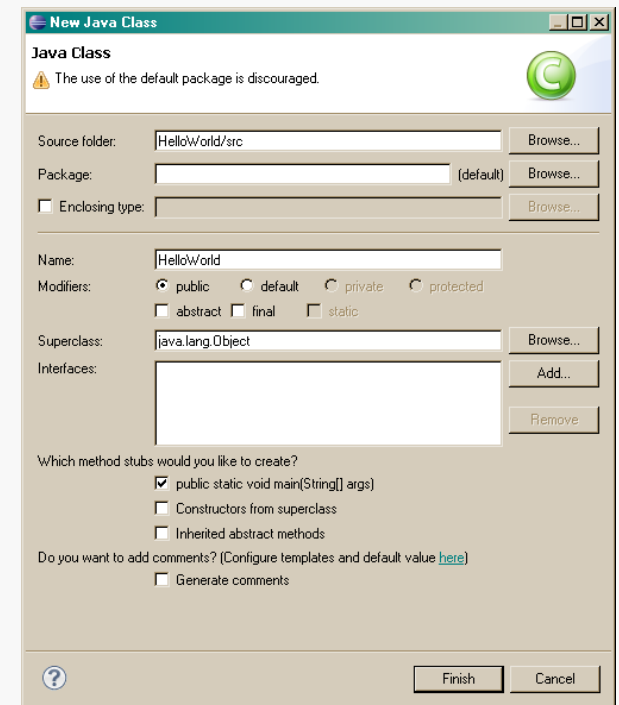 New Java Class
Java Class
The use of the default package is discouraged.
C
Source folder: HelloWorld/src Browse...
Package: (default) Browse...
Enclosing type: Browse...
Name: HelloWorld
Modifiers: public default private protected
abstract final static
Superclass: java.lang.Object Browse...
Interfaces: Add...
Remove
Which method stubs would you like to create?
public static void main(String[] args)
Constructors from superclass
Inherited abstract methods
Do you want to add comments? (Configure templates and default value here)
Generate comments
? Finish Cancel